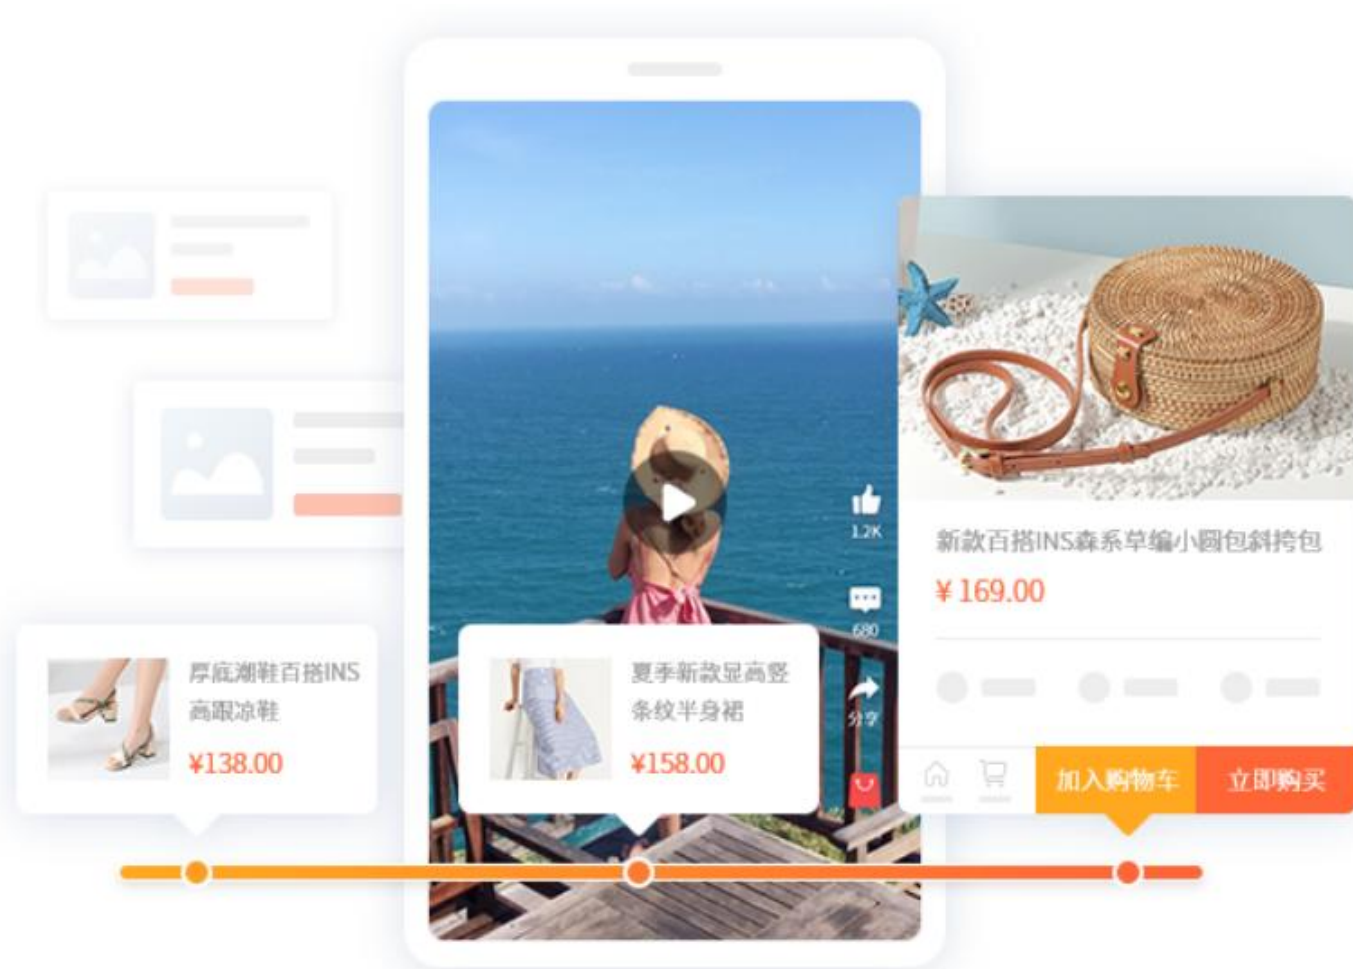 1.2K
680
分享
厚底潮鞋百搭INS
高跟凉鞋
¥138.00
夏季新款显高竖
条纹半身裙
¥158.00
新款百搭INS森系草编小圆包斜挎包
¥ 169.00
加入购物车
立即购买